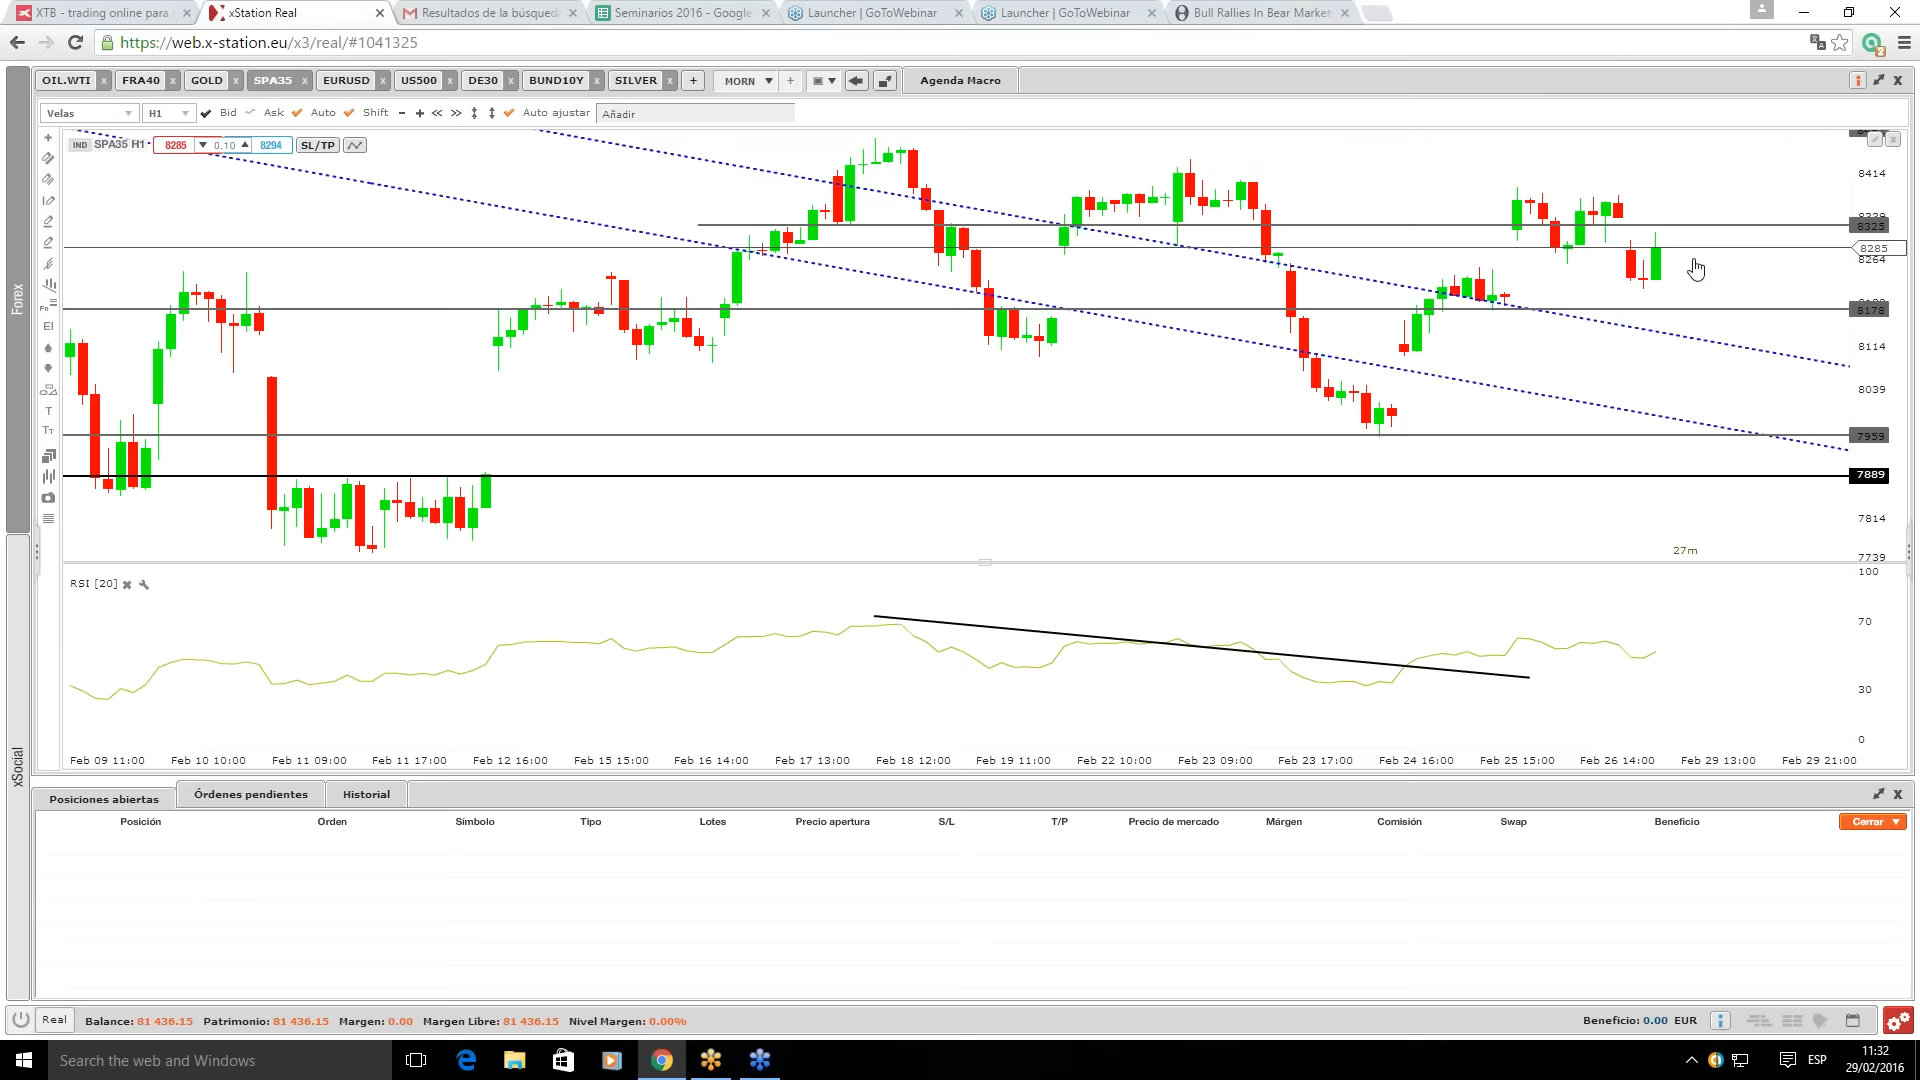 XTB - trading online para
xStation Real
Resultados de la búsqued
Seminarios 2016 - Google
Launcher | GoToWebinar
Launcher | GoToWebinar
Bull Rallies In Bear Market
https://web.x-station.eu/x3/real/#1041325
OIL.WTI
FRA40
GOLD
SPA35
EURUSD
US500
DE30
BUND10Y
SILVER
MORN
Agenda Macro
Velas
H1
Bid
Ask
Auto
Shift
Auto ajustar
Añadir
IND SPA35 H1
8285
0.10
8294
SL/TP
8414
8325
8285
8264
8178
8114
8039
7959
7889
7814
7739
27m
RSI [20]
100
70
30
0
Feb 09 11:00 Feb 10 10:00 Feb 11 09:00 Feb 11 17:00 Feb 12 16:00 Feb 15 15:00 Feb 16 14:00 Feb 17 13:00 Feb 18 12:00 Feb 19 11:00 Feb 22 10:00 Feb 23 09:00 Feb 23 17:00 Feb 24 16:00 Feb 25 15:00 Feb 26 14:00 Feb 29 13:00 Feb 29 21:00
Forex
xSocial
Posiciones abiertas
Órdenes pendientes
Historial
Posición Orden Símbolo Tipo Lotes Precio apertura S/L T/P Precio de mercado Márgen Comisión Swap Beneficio
Cerrar
Real
Balance: 81 436.15 Patrimonio: 81 436.15 Margen: 0.00 Margen Libre: 81 436.15 Nivel Margen: 0.00%
Beneficio: 0.00 EUR
Search the web and Windows
ESP
11:32
29/02/2016